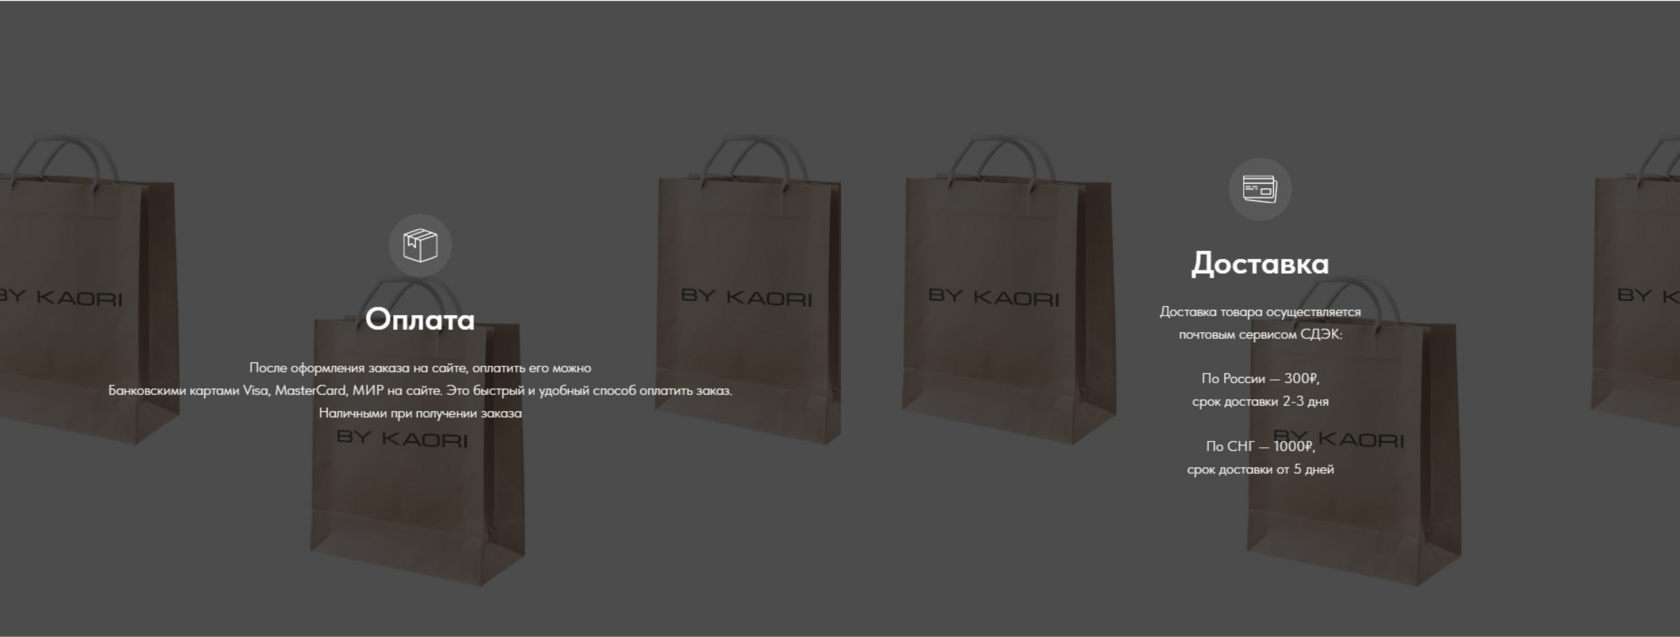 BY KAORI
BY KAORI
BY KAORI
BY K
Оплата
После оформления заказа на сайте, оплатить его можно
Банковскими картами Visa, MasterCard, МИР на сайте. Это быстрый и удобный способ оплатить заказ.
Наличными при получении заказа
BY KAORI
Доставка
Доставка товара осуществляется
почтовым сервисом СДЭК:
По России — 300₽,
срок доставки 2-3 дня
По СНГ — 1000₽,
срок доставки от 5 дней
BY KAORI